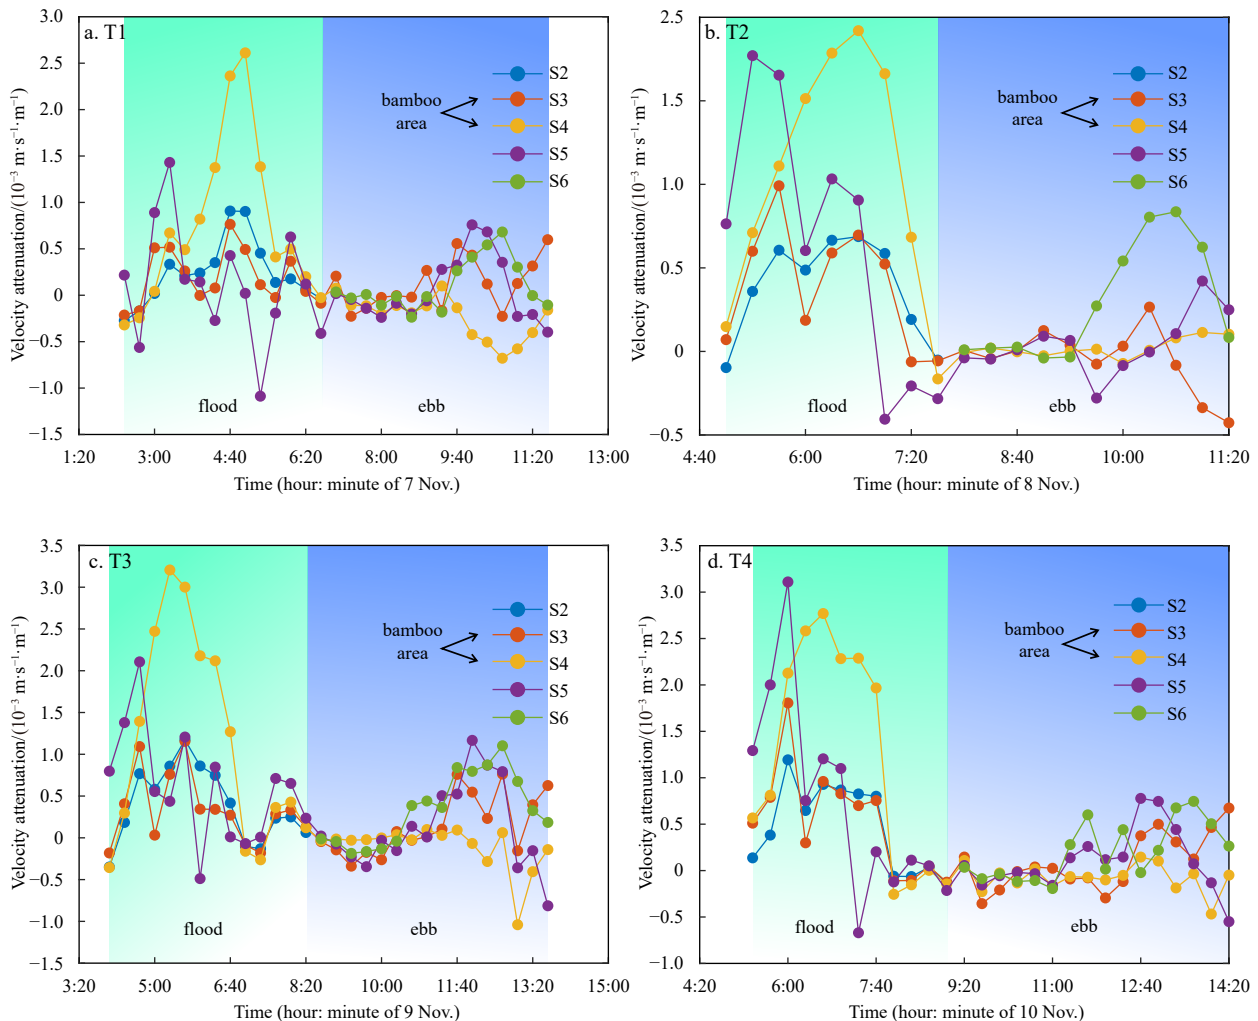 a. T1
3.0
2.5
2.0
1.5
1.0
0.5
0
−0.5
−1.0
−1.5
Velocity attenuation/(10⁻³ m·s⁻¹·m⁻¹)
bamboo
area
S2
S3
S4
S5
S6
flood
ebb
1:20 3:00 4:40 6:20 8:00 9:40 11:20 13:00
Time (hour: minute of 7 Nov.)
b. T2
2.5
2.0
1.5
1.0
0.5
0
−0.5
Velocity attenuation/(10⁻³ m·s⁻¹·m⁻¹)
bamboo
area
S2
S3
S4
S5
S6
flood
ebb
4:40 6:00 7:20 8:40 10:00 11:20
Time (hour: minute of 8 Nov.)
c. T3
3.5
3.0
2.5
2.0
1.5
1.0
0.5
0
−0.5
−1.0
−1.5
Velocity attenuation/(10⁻³ m·s⁻¹·m⁻¹)
bamboo
area
S2
S3
S4
S5
S6
flood
ebb
3:20 5:00 6:40 8:20 10:00 11:40 13:20 15:00
Time (hour: minute of 9 Nov.)
d. T4
3.5
3.0
2.5
2.0
1.5
1.0
0.5
0
−0.5
−1.0
Velocity attenuation/(10⁻³ m·s⁻¹·m⁻¹)
bamboo
area
S2
S3
S4
S5
S6
flood
ebb
4:20 6:00 7:40 9:20 11:00 12:40 14:20
Time (hour: minute of 10 Nov.)